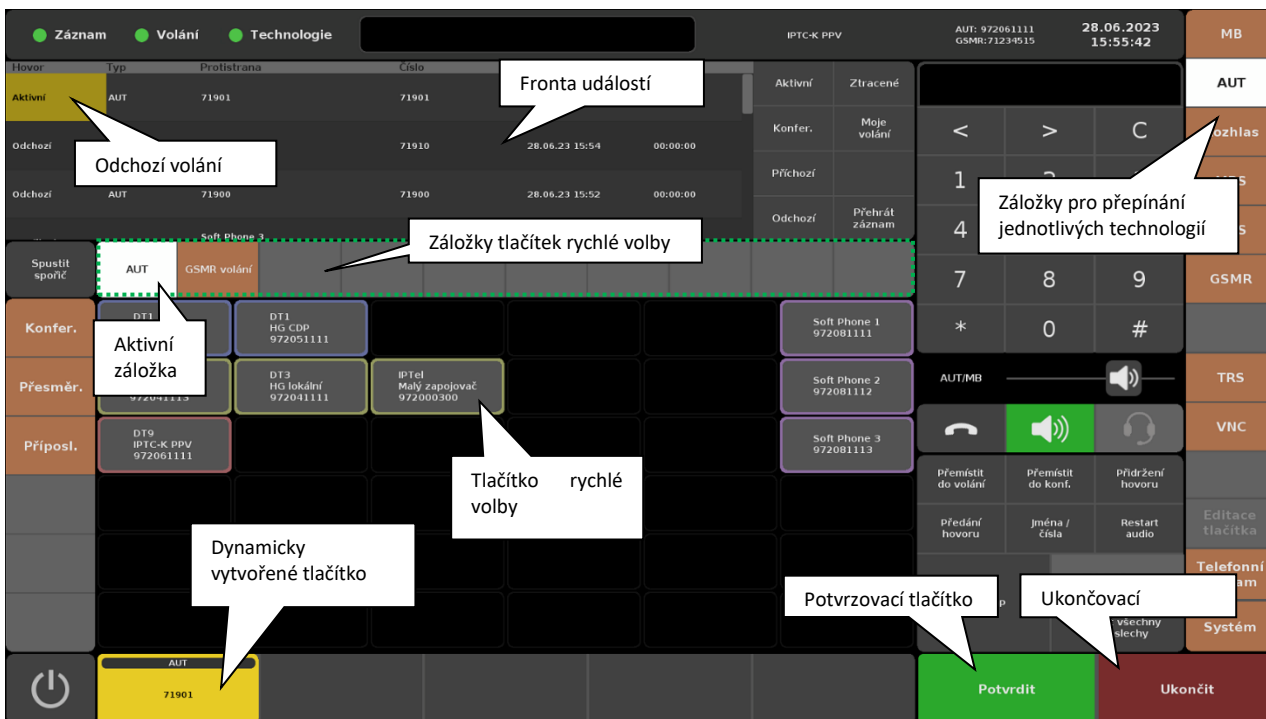 Záznam
Volání
Technologie
IPTC-K PPV
AUT: 972061111
GSMR:71234515
28.06.2023
15:55:42
MB
Hovor Typ Protistrana Číslo
Aktivní AUT 71901 71901
Odchozí 71910 28.06.23 15:54 00:00:00
Odchozí AUT 71900 71900 28.06.23 15:52 00:00:00
Soft Phone 3
Fronta událostí
Odchozí volání
Aktivní Ztracené
Konfer. Moje
volání
Příchozí
Odchozí Přehrát
záznam
AUT
< > C
1
4
7 8 9
* 0 #
Záložky pro přepínání
jednotlivých technologií
GSMR
TRS
VNC
Editace
tlačítka
Telefonní
Systém
Spustit
spořič
AUT
GSMR volání
Záložky tlačítek rychlé volby
Konfer.
Přesměr.
Příposl.
Aktivní
záložka
DT1
DT1
HG CDP
972051111
Soft Phone 1
972081111
972041113
DT3
HG lokální
972041111
IPTel
Malý zapojovač
972000300
Soft Phone 2
972081112
DT9
IPTC-K PPV
972061111
Soft Phone 3
972081113
Tlačítko rychlé
volby
AUT/MB
Přemístit
do volání
Přemístit
do konf.
Přidržení
hovoru
Předání
hovoru
Jména /
čísla
Restart
audio
Dynamicky
vytvořené tlačítko
Potvrzovací tlačítko
Ukončovací
všechny
AUT
71901
Potvrdit
Ukončit